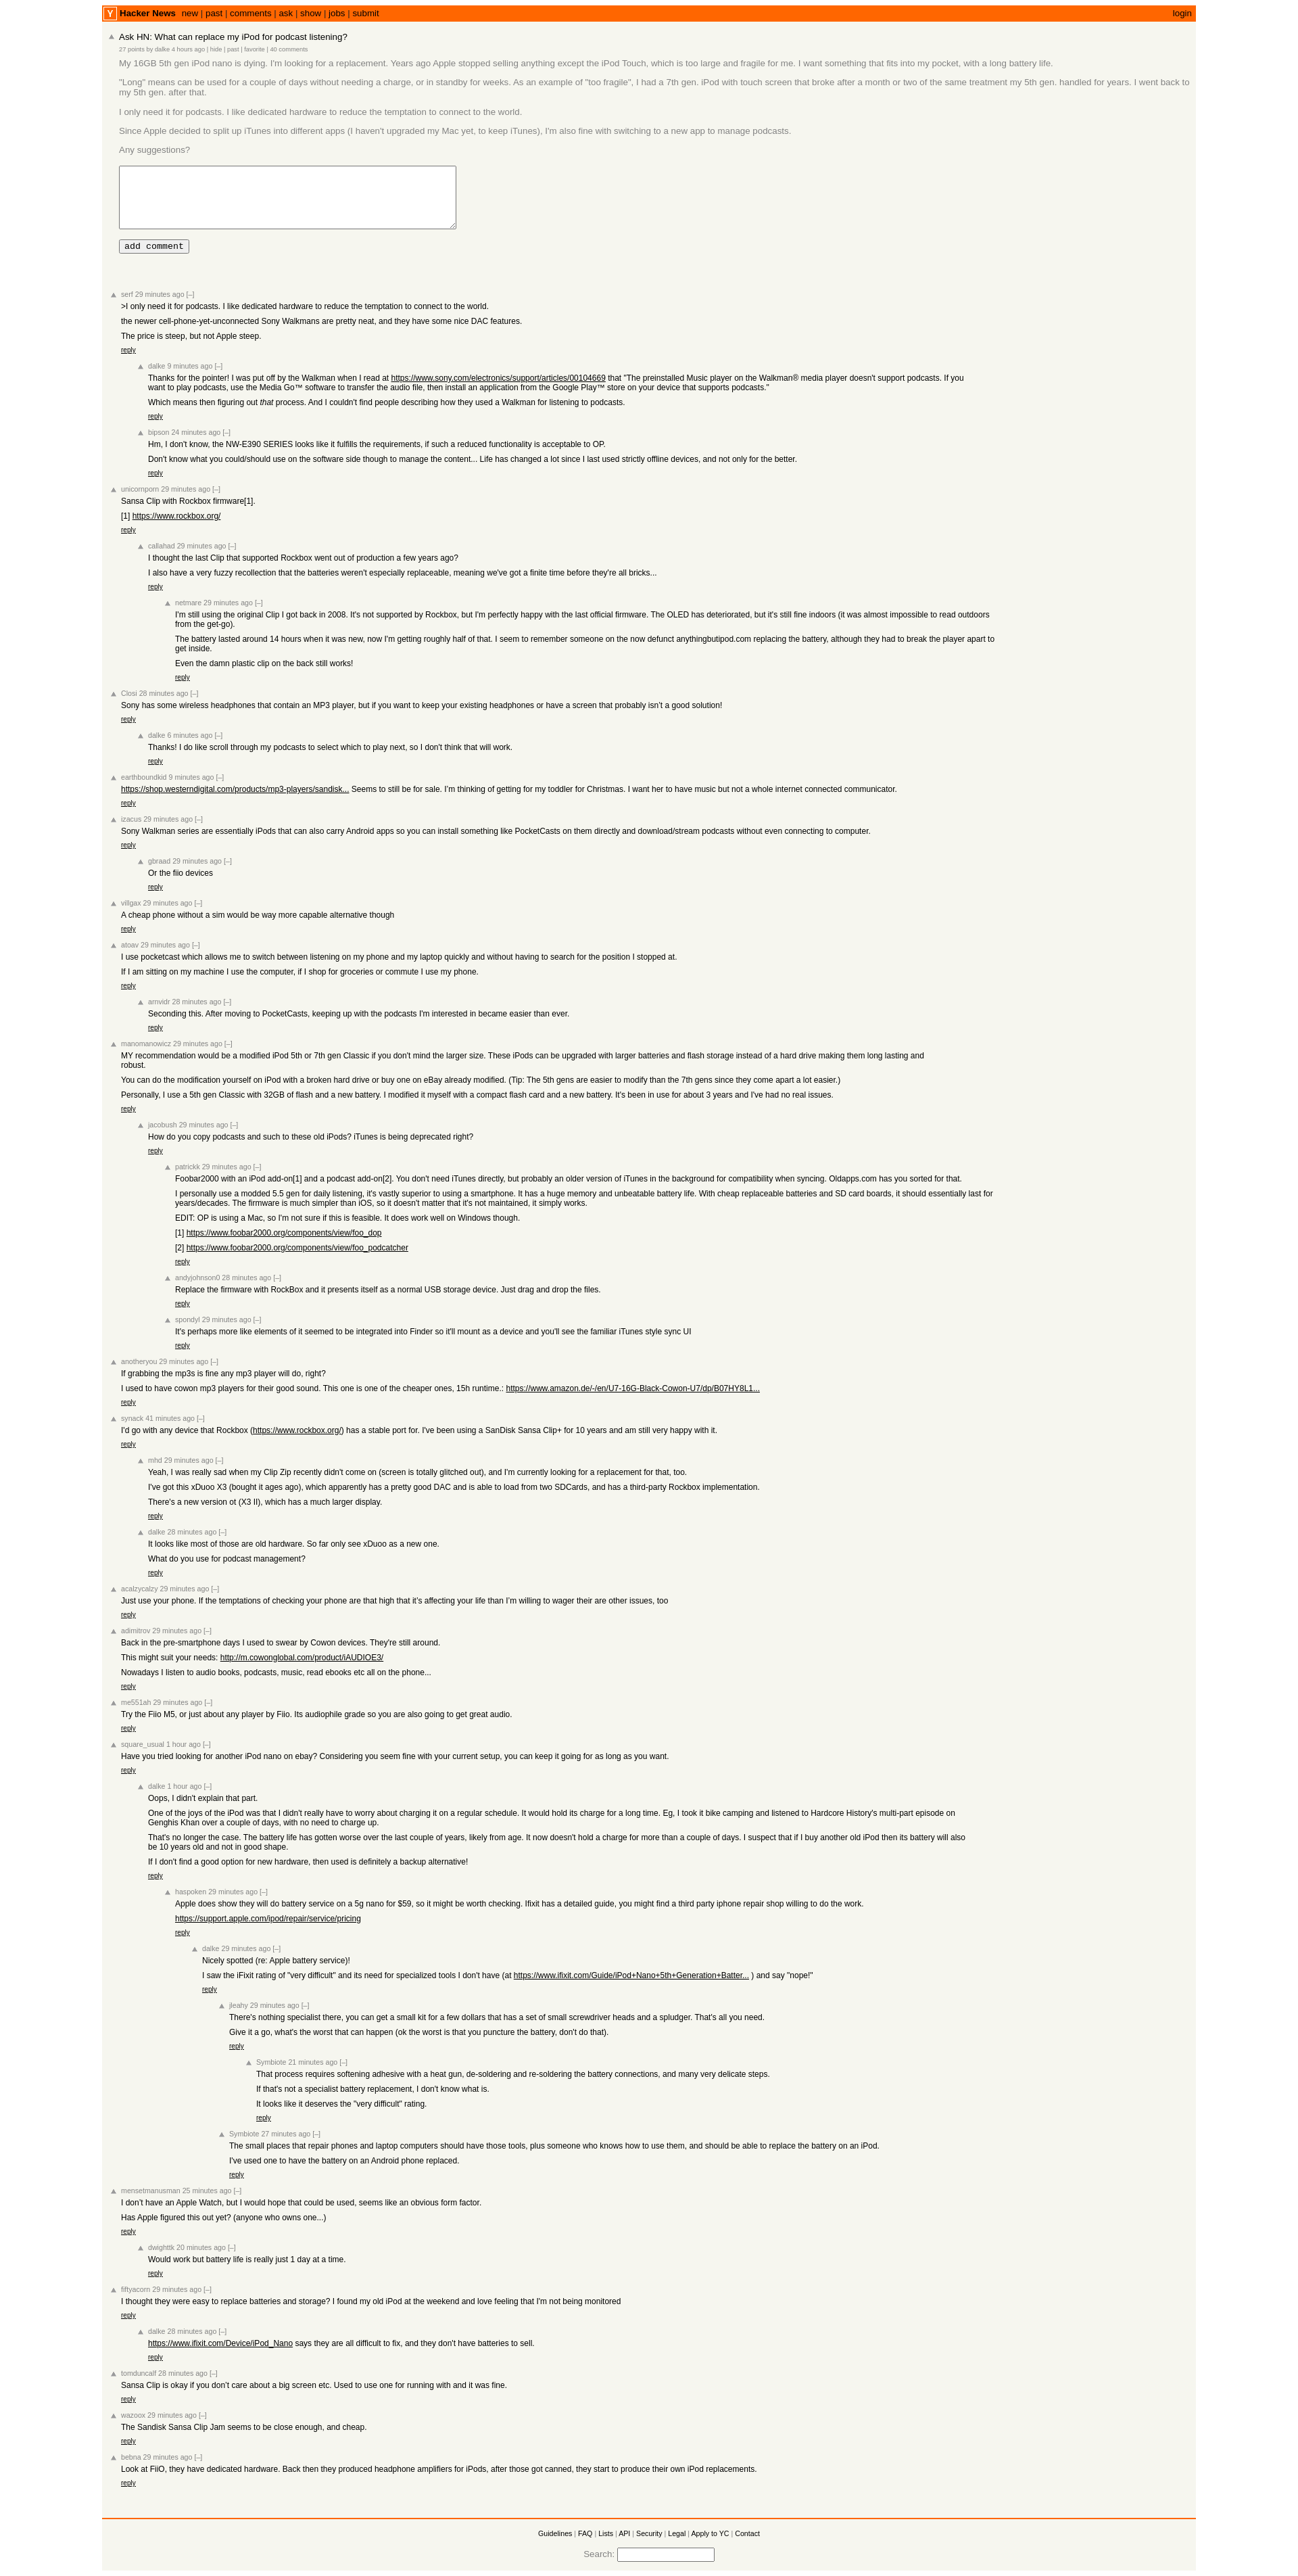 Y Hacker News new | past | comments | ask | show | jobs | submit login
Ask HN: What can replace my iPod for podcast listening?
27 points by dalke 4 hours ago | hide | past | favorite | 40 comments
My 16GB 5th gen iPod nano is dying. I'm looking for a replacement. Years ago Apple stopped selling anything except the iPod Touch, which is too large and fragile for me. I want something that fits into my pocket, with a long battery life.
"Long" means can be used for a couple of days without needing a charge, or in standby for weeks. As an example of "too fragile", I had a 7th gen. iPod with touch screen that broke after a month or two of the same treatment my 5th gen. handled for years. I went back to
my 5th gen. after that.
I only need it for podcasts. I like dedicated hardware to reduce the temptation to connect to the world.
Since Apple decided to split up iTunes into different apps (I haven't upgraded my Mac yet, to keep iTunes), I'm also fine with switching to a new app to manage podcasts.
Any suggestions?
add comment
serf 29 minutes ago [–]
>I only need it for podcasts. I like dedicated hardware to reduce the temptation to connect to the world.
the newer cell-phone-yet-unconnected Sony Walkmans are pretty neat, and they have some nice DAC features.
The price is steep, but not Apple steep.
reply
dalke 9 minutes ago [–]
Thanks for the pointer! I was put off by the Walkman when I read at https://www.sony.com/electronics/support/articles/00104669 that "The preinstalled Music player on the Walkman® media player doesn't support podcasts. If you
want to play podcasts, use the Media Go™ software to transfer the audio file, then install an application from the Google Play™ store on your device that supports podcasts."
Which means then figuring out that process. And I couldn't find people describing how they used a Walkman for listening to podcasts.
reply
bipson 24 minutes ago [–]
Hm, I don't know, the NW-E390 SERIES looks like it fulfills the requirements, if such a reduced functionality is acceptable to OP.
Don't know what you could/should use on the software side though to manage the content... Life has changed a lot since I last used strictly offline devices, and not only for the better.
reply
unicornporn 29 minutes ago [–]
Sansa Clip with Rockbox firmware[1].
[1] https://www.rockbox.org/
reply
callahad 29 minutes ago [–]
I thought the last Clip that supported Rockbox went out of production a few years ago?
I also have a very fuzzy recollection that the batteries weren't especially replaceable, meaning we've got a finite time before they're all bricks...
reply
netmare 29 minutes ago [–]
I'm still using the original Clip I got back in 2008. It's not supported by Rockbox, but I'm perfectly happy with the last official firmware. The OLED has deteriorated, but it's still fine indoors (it was almost impossible to read outdoors
from the get-go).
The battery lasted around 14 hours when it was new, now I'm getting roughly half of that. I seem to remember someone on the now defunct anythingbutipod.com replacing the battery, although they had to break the player apart to
get inside.
Even the damn plastic clip on the back still works!
reply
Closi 28 minutes ago [–]
Sony has some wireless headphones that contain an MP3 player, but if you want to keep your existing headphones or have a screen that probably isn't a good solution!
reply
dalke 6 minutes ago [–]
Thanks! I do like scroll through my podcasts to select which to play next, so I don't think that will work.
reply
earthboundkid 9 minutes ago [–]
https://shop.westerndigital.com/products/mp3-players/sandisk... Seems to still be for sale. I'm thinking of getting for my toddler for Christmas. I want her to have music but not a whole internet connected communicator.
reply
izacus 29 minutes ago [–]
Sony Walkman series are essentially iPods that can also carry Android apps so you can install something like PocketCasts on them directly and download/stream podcasts without even connecting to computer.
reply
gbraad 29 minutes ago [–]
Or the fiio devices
reply
villgax 29 minutes ago [–]
A cheap phone without a sim would be way more capable alternative though
reply
atoav 29 minutes ago [–]
I use pocketcast which allows me to switch between listening on my phone and my laptop quickly and without having to search for the position I stopped at.
If I am sitting on my machine I use the computer, if I shop for groceries or commute I use my phone.
reply
arnvidr 28 minutes ago [–]
Seconding this. After moving to PocketCasts, keeping up with the podcasts I'm interested in became easier than ever.
reply
manomanowicz 29 minutes ago [–]
MY recommendation would be a modified iPod 5th or 7th gen Classic if you don't mind the larger size. These iPods can be upgraded with larger batteries and flash storage instead of a hard drive making them long lasting and
robust.
You can do the modification yourself on iPod with a broken hard drive or buy one on eBay already modified. (Tip: The 5th gens are easier to modify than the 7th gens since they come apart a lot easier.)
Personally, I use a 5th gen Classic with 32GB of flash and a new battery. I modified it myself with a compact flash card and a new battery. It's been in use for about 3 years and I've had no real issues.
reply
jacobush 29 minutes ago [–]
How do you copy podcasts and such to these old iPods? iTunes is being deprecated right?
reply
patrickk 29 minutes ago [–]
Foobar2000 with an iPod add-on[1] and a podcast add-on[2]. You don't need iTunes directly, but probably an older version of iTunes in the background for compatibility when syncing. Oldapps.com has you sorted for that.
I personally use a modded 5.5 gen for daily listening, it's vastly superior to using a smartphone. It has a huge memory and unbeatable battery life. With cheap replaceable batteries and SD card boards, it should essentially last for
years/decades. The firmware is much simpler than iOS, so it doesn't matter that it's not maintained, it simply works.
EDIT: OP is using a Mac, so I'm not sure if this is feasible. It does work well on Windows though.
[1] https://www.foobar2000.org/components/view/foo_dop
[2] https://www.foobar2000.org/components/view/foo_podcatcher
reply
andyjohnson0 28 minutes ago [–]
Replace the firmware with RockBox and it presents itself as a normal USB storage device. Just drag and drop the files.
reply
spondyl 29 minutes ago [–]
It's perhaps more like elements of it seemed to be integrated into Finder so it'll mount as a device and you'll see the familiar iTunes style sync UI
reply
anotheryou 29 minutes ago [–]
If grabbing the mp3s is fine any mp3 player will do, right?
I used to have cowon mp3 players for their good sound. This one is one of the cheaper ones, 15h runtime.: https://www.amazon.de/-/en/U7-16G-Black-Cowon-U7/dp/B07HY8L1...
reply
synack 41 minutes ago [–]
I'd go with any device that Rockbox (https://www.rockbox.org/) has a stable port for. I've been using a SanDisk Sansa Clip+ for 10 years and am still very happy with it.
reply
mhd 29 minutes ago [–]
Yeah, I was really sad when my Clip Zip recently didn't come on (screen is totally glitched out), and I'm currently looking for a replacement for that, too.
I've got this xDuoo X3 (bought it ages ago), which apparently has a pretty good DAC and is able to load from two SDCards, and has a third-party Rockbox implementation.
There's a new version ot (X3 II), which has a much larger display.
reply
dalke 28 minutes ago [–]
It looks like most of those are old hardware. So far only see xDuoo as a new one.
What do you use for podcast management?
reply
acalzycalzy 29 minutes ago [–]
Just use your phone. If the temptations of checking your phone are that high that it's affecting your life than I'm willing to wager their are other issues, too
reply
adimitrov 29 minutes ago [–]
Back in the pre-smartphone days I used to swear by Cowon devices. They're still around.
This might suit your needs: http://m.cowonglobal.com/product/iAUDIOE3/
Nowadays I listen to audio books, podcasts, music, read ebooks etc all on the phone...
reply
me551ah 29 minutes ago [–]
Try the Fiio M5, or just about any player by Fiio. Its audiophile grade so you are also going to get great audio.
reply
square_usual 1 hour ago [–]
Have you tried looking for another iPod nano on ebay? Considering you seem fine with your current setup, you can keep it going for as long as you want.
reply
dalke 1 hour ago [–]
Oops, I didn't explain that part.
One of the joys of the iPod was that I didn't really have to worry about charging it on a regular schedule. It would hold its charge for a long time. Eg, I took it bike camping and listened to Hardcore History's multi-part episode on
Genghis Khan over a couple of days, with no need to charge up.
That's no longer the case. The battery life has gotten worse over the last couple of years, likely from age. It now doesn't hold a charge for more than a couple of days. I suspect that if I buy another old iPod then its battery will also
be 10 years old and not in good shape.
If I don't find a good option for new hardware, then used is definitely a backup alternative!
reply
haspoken 29 minutes ago [–]
Apple does show they will do battery service on a 5g nano for $59, so it might be worth checking. Ifixit has a detailed guide, you might find a third party iphone repair shop willing to do the work.
https://support.apple.com/ipod/repair/service/pricing
reply
dalke 29 minutes ago [–]
Nicely spotted (re: Apple battery service)!
I saw the iFixit rating of "very difficult" and its need for specialized tools I don't have (at https://www.ifixit.com/Guide/iPod+Nano+5th+Generation+Batter... ) and say "nope!"
reply
jleahy 29 minutes ago [–]
There's nothing specialist there, you can get a small kit for a few dollars that has a set of small screwdriver heads and a spludger. That's all you need.
Give it a go, what's the worst that can happen (ok the worst is that you puncture the battery, don't do that).
reply
Symbiote 21 minutes ago [–]
That process requires softening adhesive with a heat gun, de-soldering and re-soldering the battery connections, and many very delicate steps.
If that's not a specialist battery replacement, I don't know what is.
It looks like it deserves the "very difficult" rating.
reply
Symbiote 27 minutes ago [–]
The small places that repair phones and laptop computers should have those tools, plus someone who knows how to use them, and should be able to replace the battery on an iPod.
I've used one to have the battery on an Android phone replaced.
reply
mensetmanusman 25 minutes ago [–]
I don't have an Apple Watch, but I would hope that could be used, seems like an obvious form factor.
Has Apple figured this out yet? (anyone who owns one...)
reply
dwighttk 20 minutes ago [–]
Would work but battery life is really just 1 day at a time.
reply
fiftyacorn 29 minutes ago [–]
I thought they were easy to replace batteries and storage? I found my old iPod at the weekend and love feeling that I'm not being monitored
reply
dalke 28 minutes ago [–]
https://www.ifixit.com/Device/iPod_Nano says they are all difficult to fix, and they don't have batteries to sell.
reply
tomduncalf 28 minutes ago [–]
Sansa Clip is okay if you don't care about a big screen etc. Used to use one for running with and it was fine.
reply
wazoox 29 minutes ago [–]
The Sandisk Sansa Clip Jam seems to be close enough, and cheap.
reply
bebna 29 minutes ago [–]
Look at FiiO, they have dedicated hardware. Back then they produced headphone amplifiers for iPods, after those got canned, they start to produce their own iPod replacements.
reply
Guidelines | FAQ | Lists | API | Security | Legal | Apply to YC | Contact
Search: